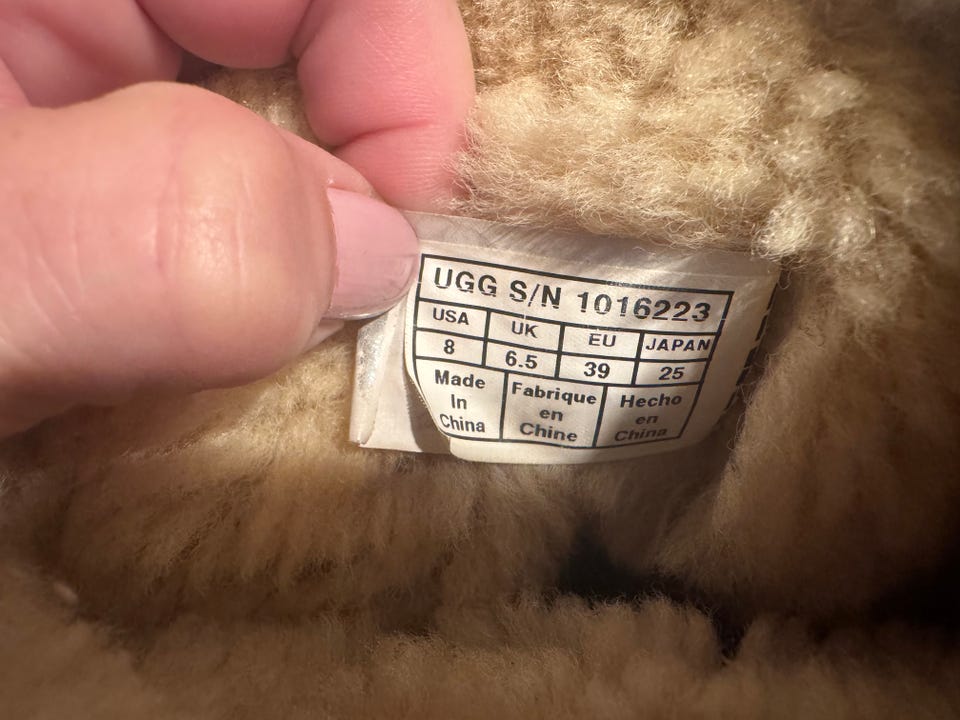 UGG S/N 1016223
USA UK EU JAPAN
8 6.5 39 25
Made Fabrique Hecho
In en en
China Chine China